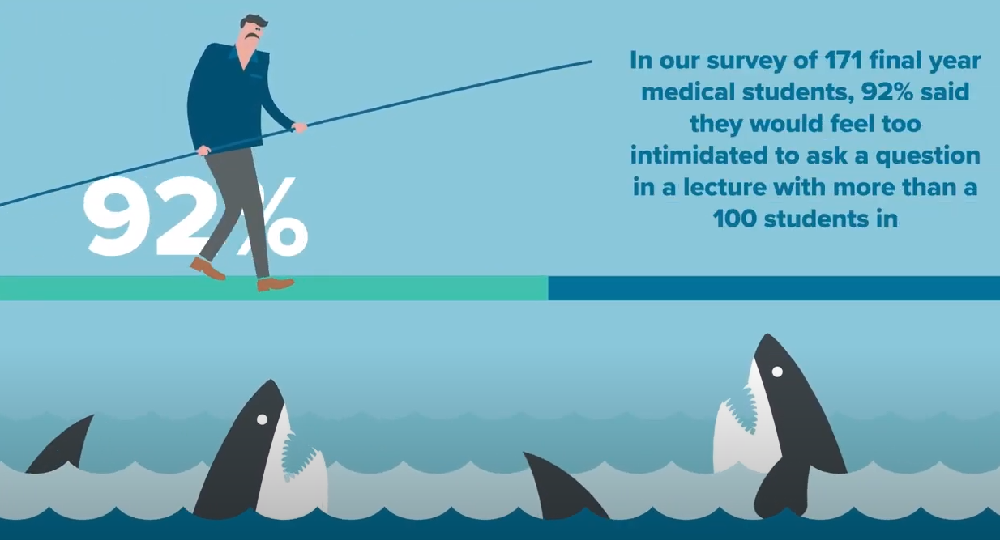 92%
In our survey of 171 final year
medical students, 92% said
they would feel too
intimidated to ask a question
in a lecture with more than a
100 students in